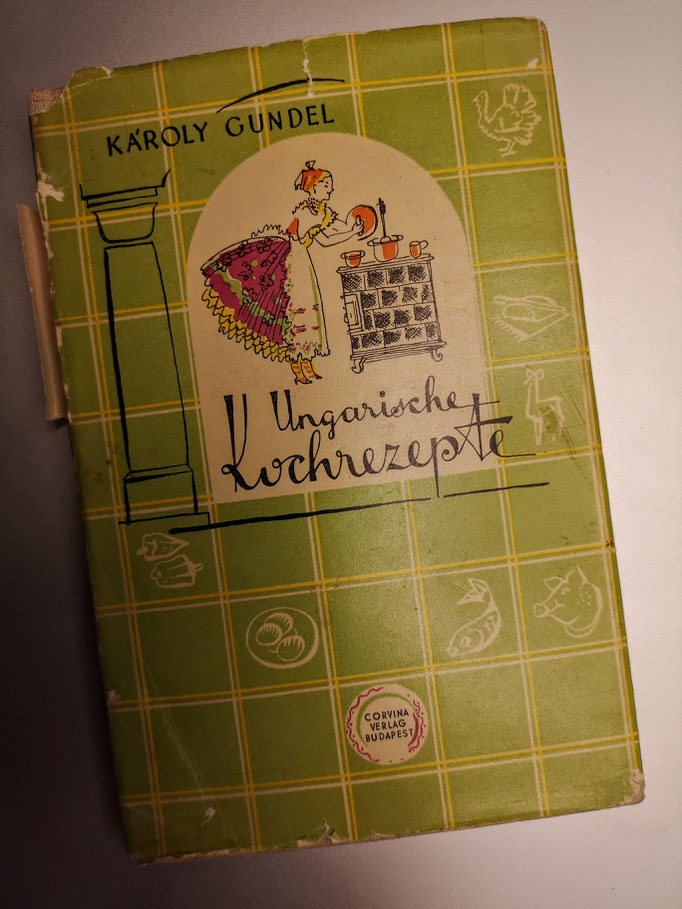 KÁROLY GUNDEL
Ungarische
Kochrezepte
CORVINA
VERLAG
BUDAPEST